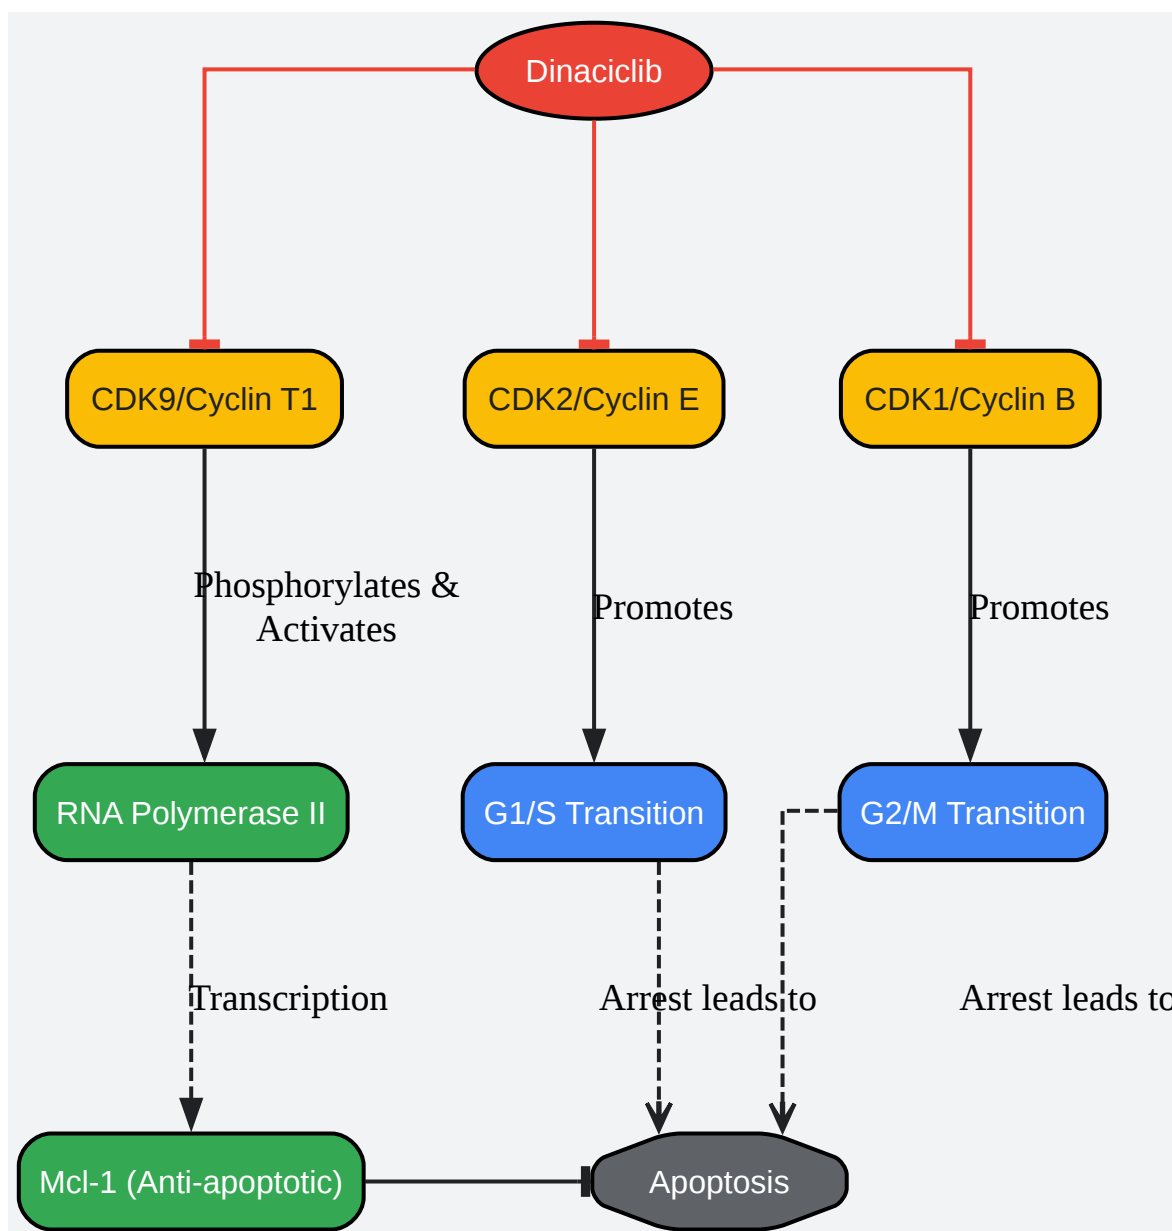 Dinaciclib
CDK9/Cyclin T1
CDK2/Cyclin E
CDK1/Cyclin B
Phosphorylates &
Activates
Promotes
Promotes
RNA Polymerase II
G1/S Transition
G2/M Transition
Transcription
Arrest leads to
Arrest leads to
Mcl-1 (Anti-apoptotic)
Apoptosis